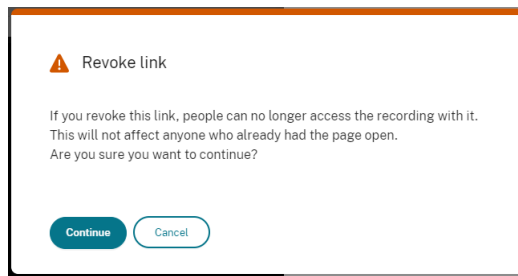 Revoke link
If you revoke this link, people can no longer access the recording with it.
This will not affect anyone who already had the page open.
Are you sure you want to continue?
Continue
Cancel